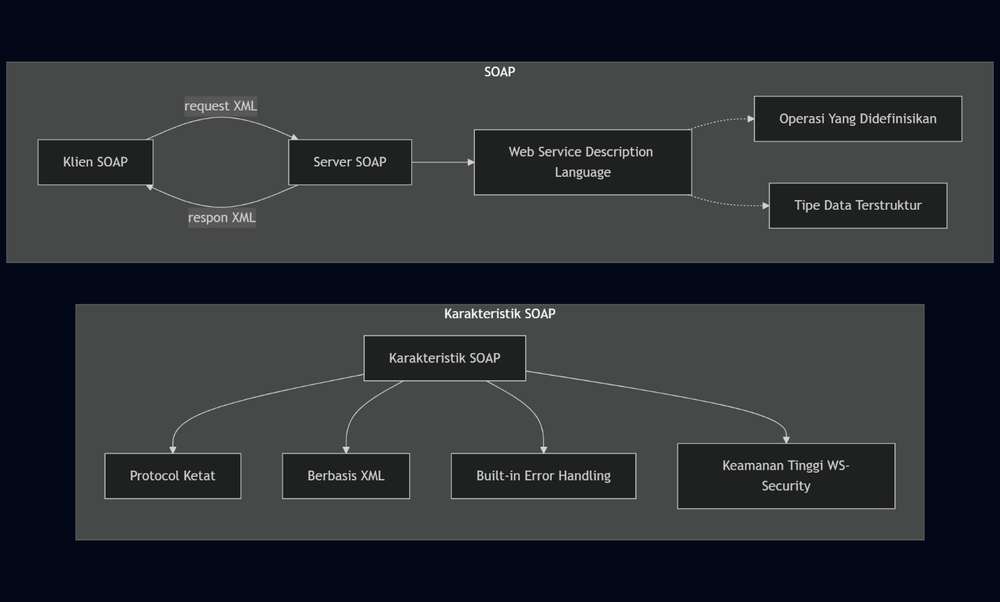 SOAP
request XML
Klien SOAP
Server SOAP
respon XML
Web Service Description
Language
Operasi Yang Didefinisikan
Tipe Data Terstruktur
Karakteristik SOAP
Karakteristik SOAP
Protocol Ketat
Berbasis XML
Built-in Error Handling
Keamanan Tinggi WS-
Security